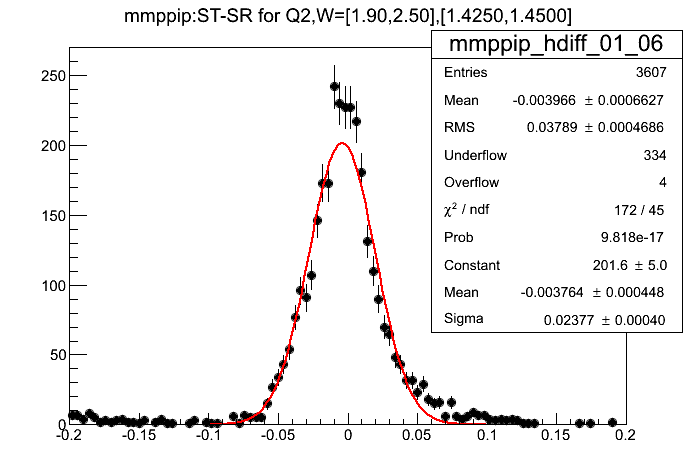 mmppip:ST-SR for Q2,W=[1.90,2.50],[1.4250,1.4500]
mmppip_hdiff_01_06
Entries 3607
Mean -0.003966 ± 0.0006627
RMS 0.03789 ± 0.0004686
Underflow 334
Overflow 4
χ² / ndf 172 / 45
Prob 9.818e-17
Constant 201.6 ± 5.0
Mean -0.003764 ± 0.000448
Sigma 0.02377 ± 0.00040
250
200
150
100
50
0
-0.2 -0.15 -0.1 -0.05 0 0.05 0.1 0.15 0.2